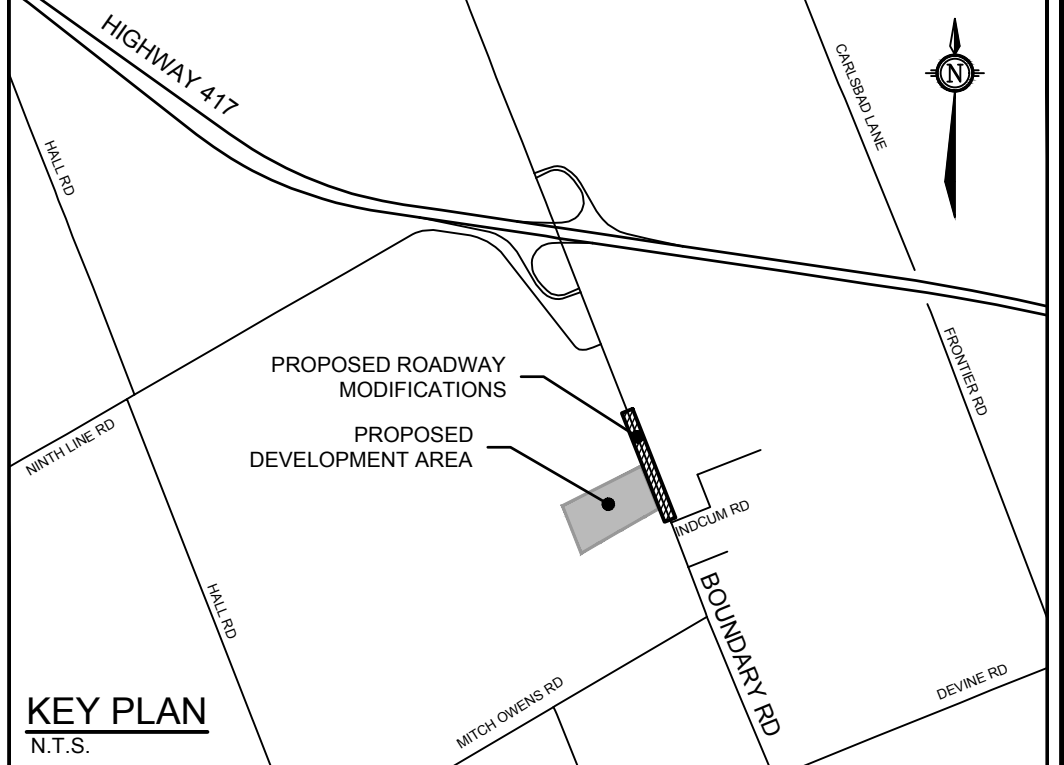 HIGHWAY 417
CARLSBAD LANE
N
HALL RD
PROPOSED ROADWAY
MODIFICATIONS
FRONTIER RD
PROPOSED
DEVELOPMENT AREA
NINTH LINE RD
INDCUM RD
HALL RD
BOUNDARY RD
MITCH OWENS RD
DEVINE RD
KEY PLAN
N.T.S.